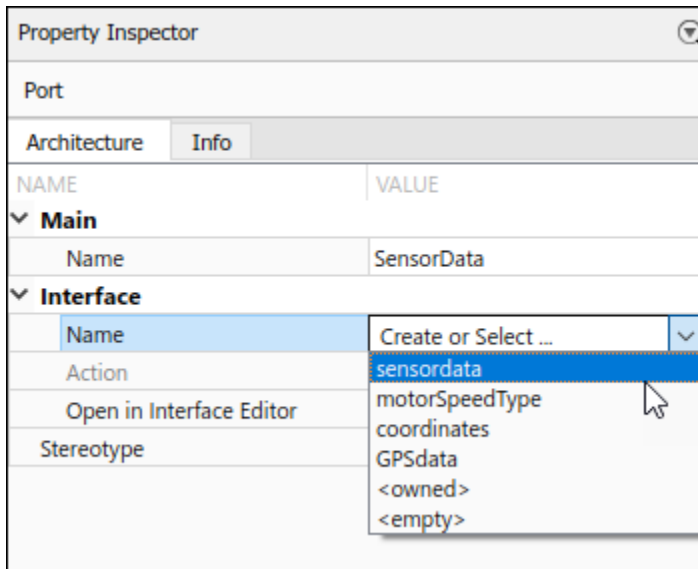 Property Inspector
Port
Architecture Info
NAME VALUE
Main
Name SensorData
Interface
Name Create or Select ...
Action sensordata
motorSpeedType
Open in Interface Editor coordinates
Stereotype GPSdata
<owned>
<empty>